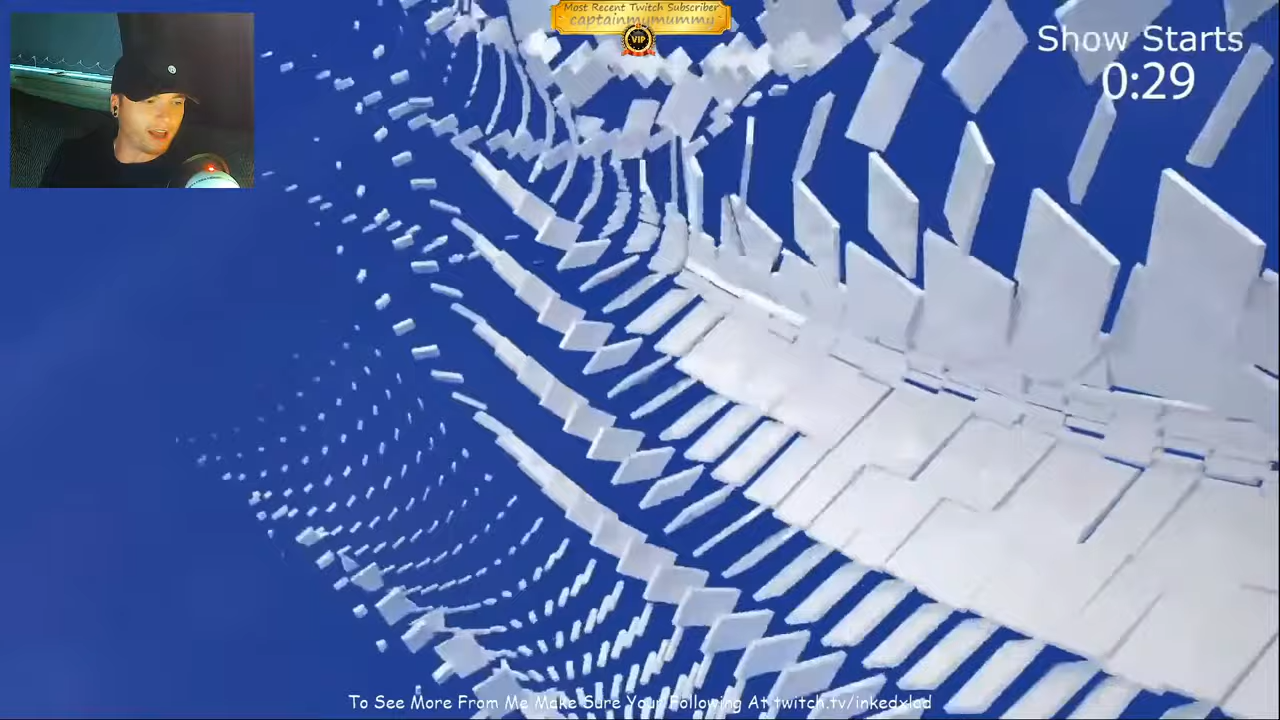 Most Recent Twitch Subscriber
captainmymummy
VIP
Show Starts
0:29
To See More From Me Make Sure Your Following At twitch.tv/inkedxlad